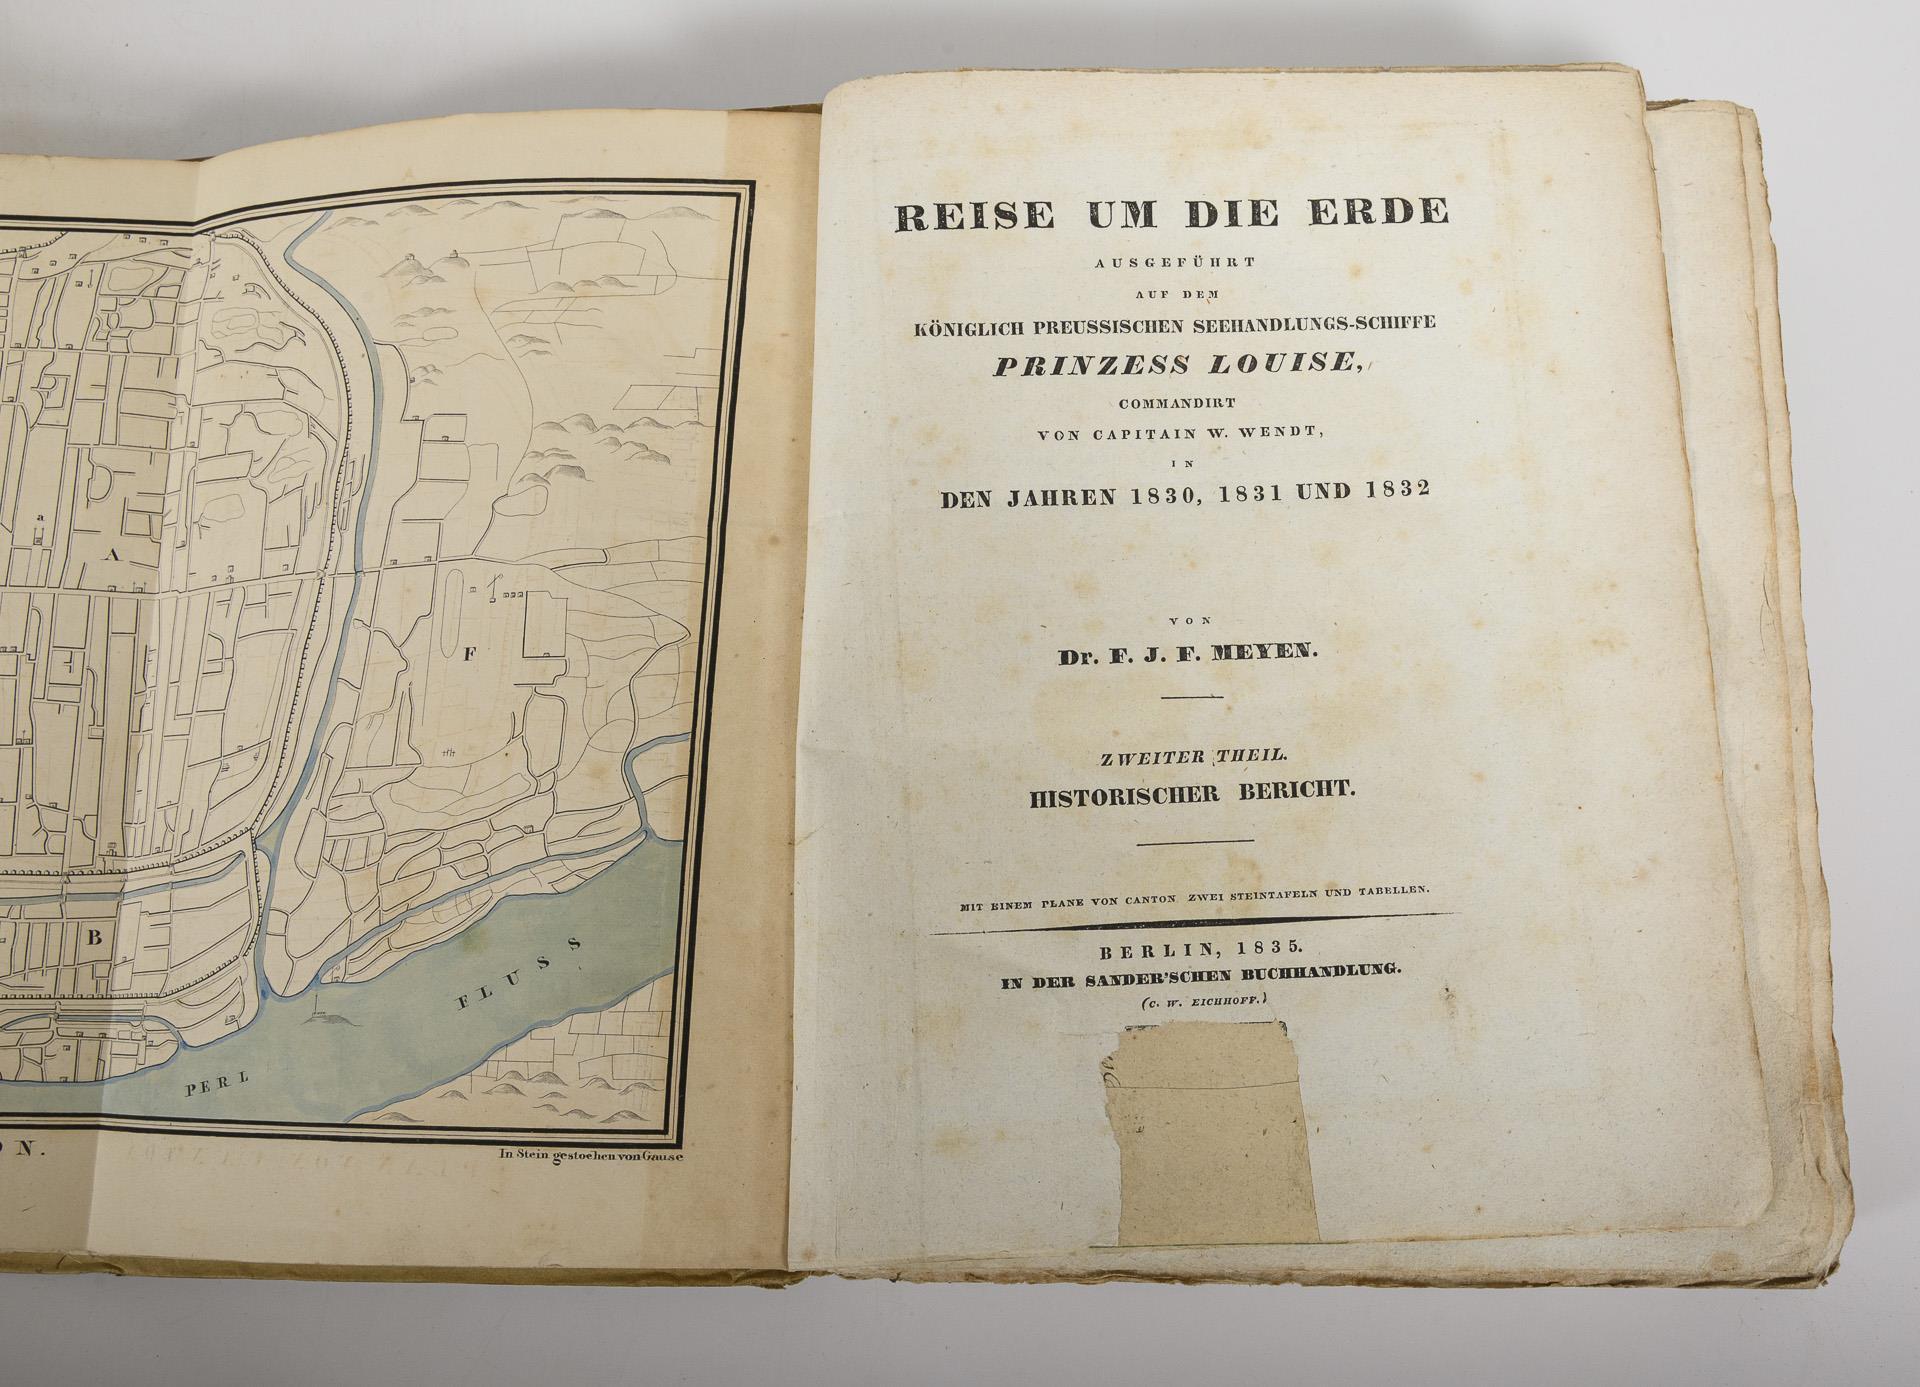 a
A
F
B
FLUSS
PERL
ON.
In Stein gestochen von Gause
REISE UM DIE ERDE
AUSGEFÜHRT
AUF DEM
KÖNIGLICH PREUSSISCHEN SEEHANDLUNGS-SCHIFFE
PRINZESS LOUISE,
COMMANDIRT
VON CAPITAIN W. WENDT,
IN
DEN JAHREN 1830, 1831 UND 1832
VON
Dr. F. J. F. MEYEN.
ZWEITER THEIL.
HISTORISCHER BERICHT.
MIT EINEM PLANE VON CANTON ZWEI STEINTAFELN UND TABELLEN.
BERLIN, 1835.
IN DER SANDER'SCHEN BUCHHANDLUNG.
(C. W. EICHHOFF.)